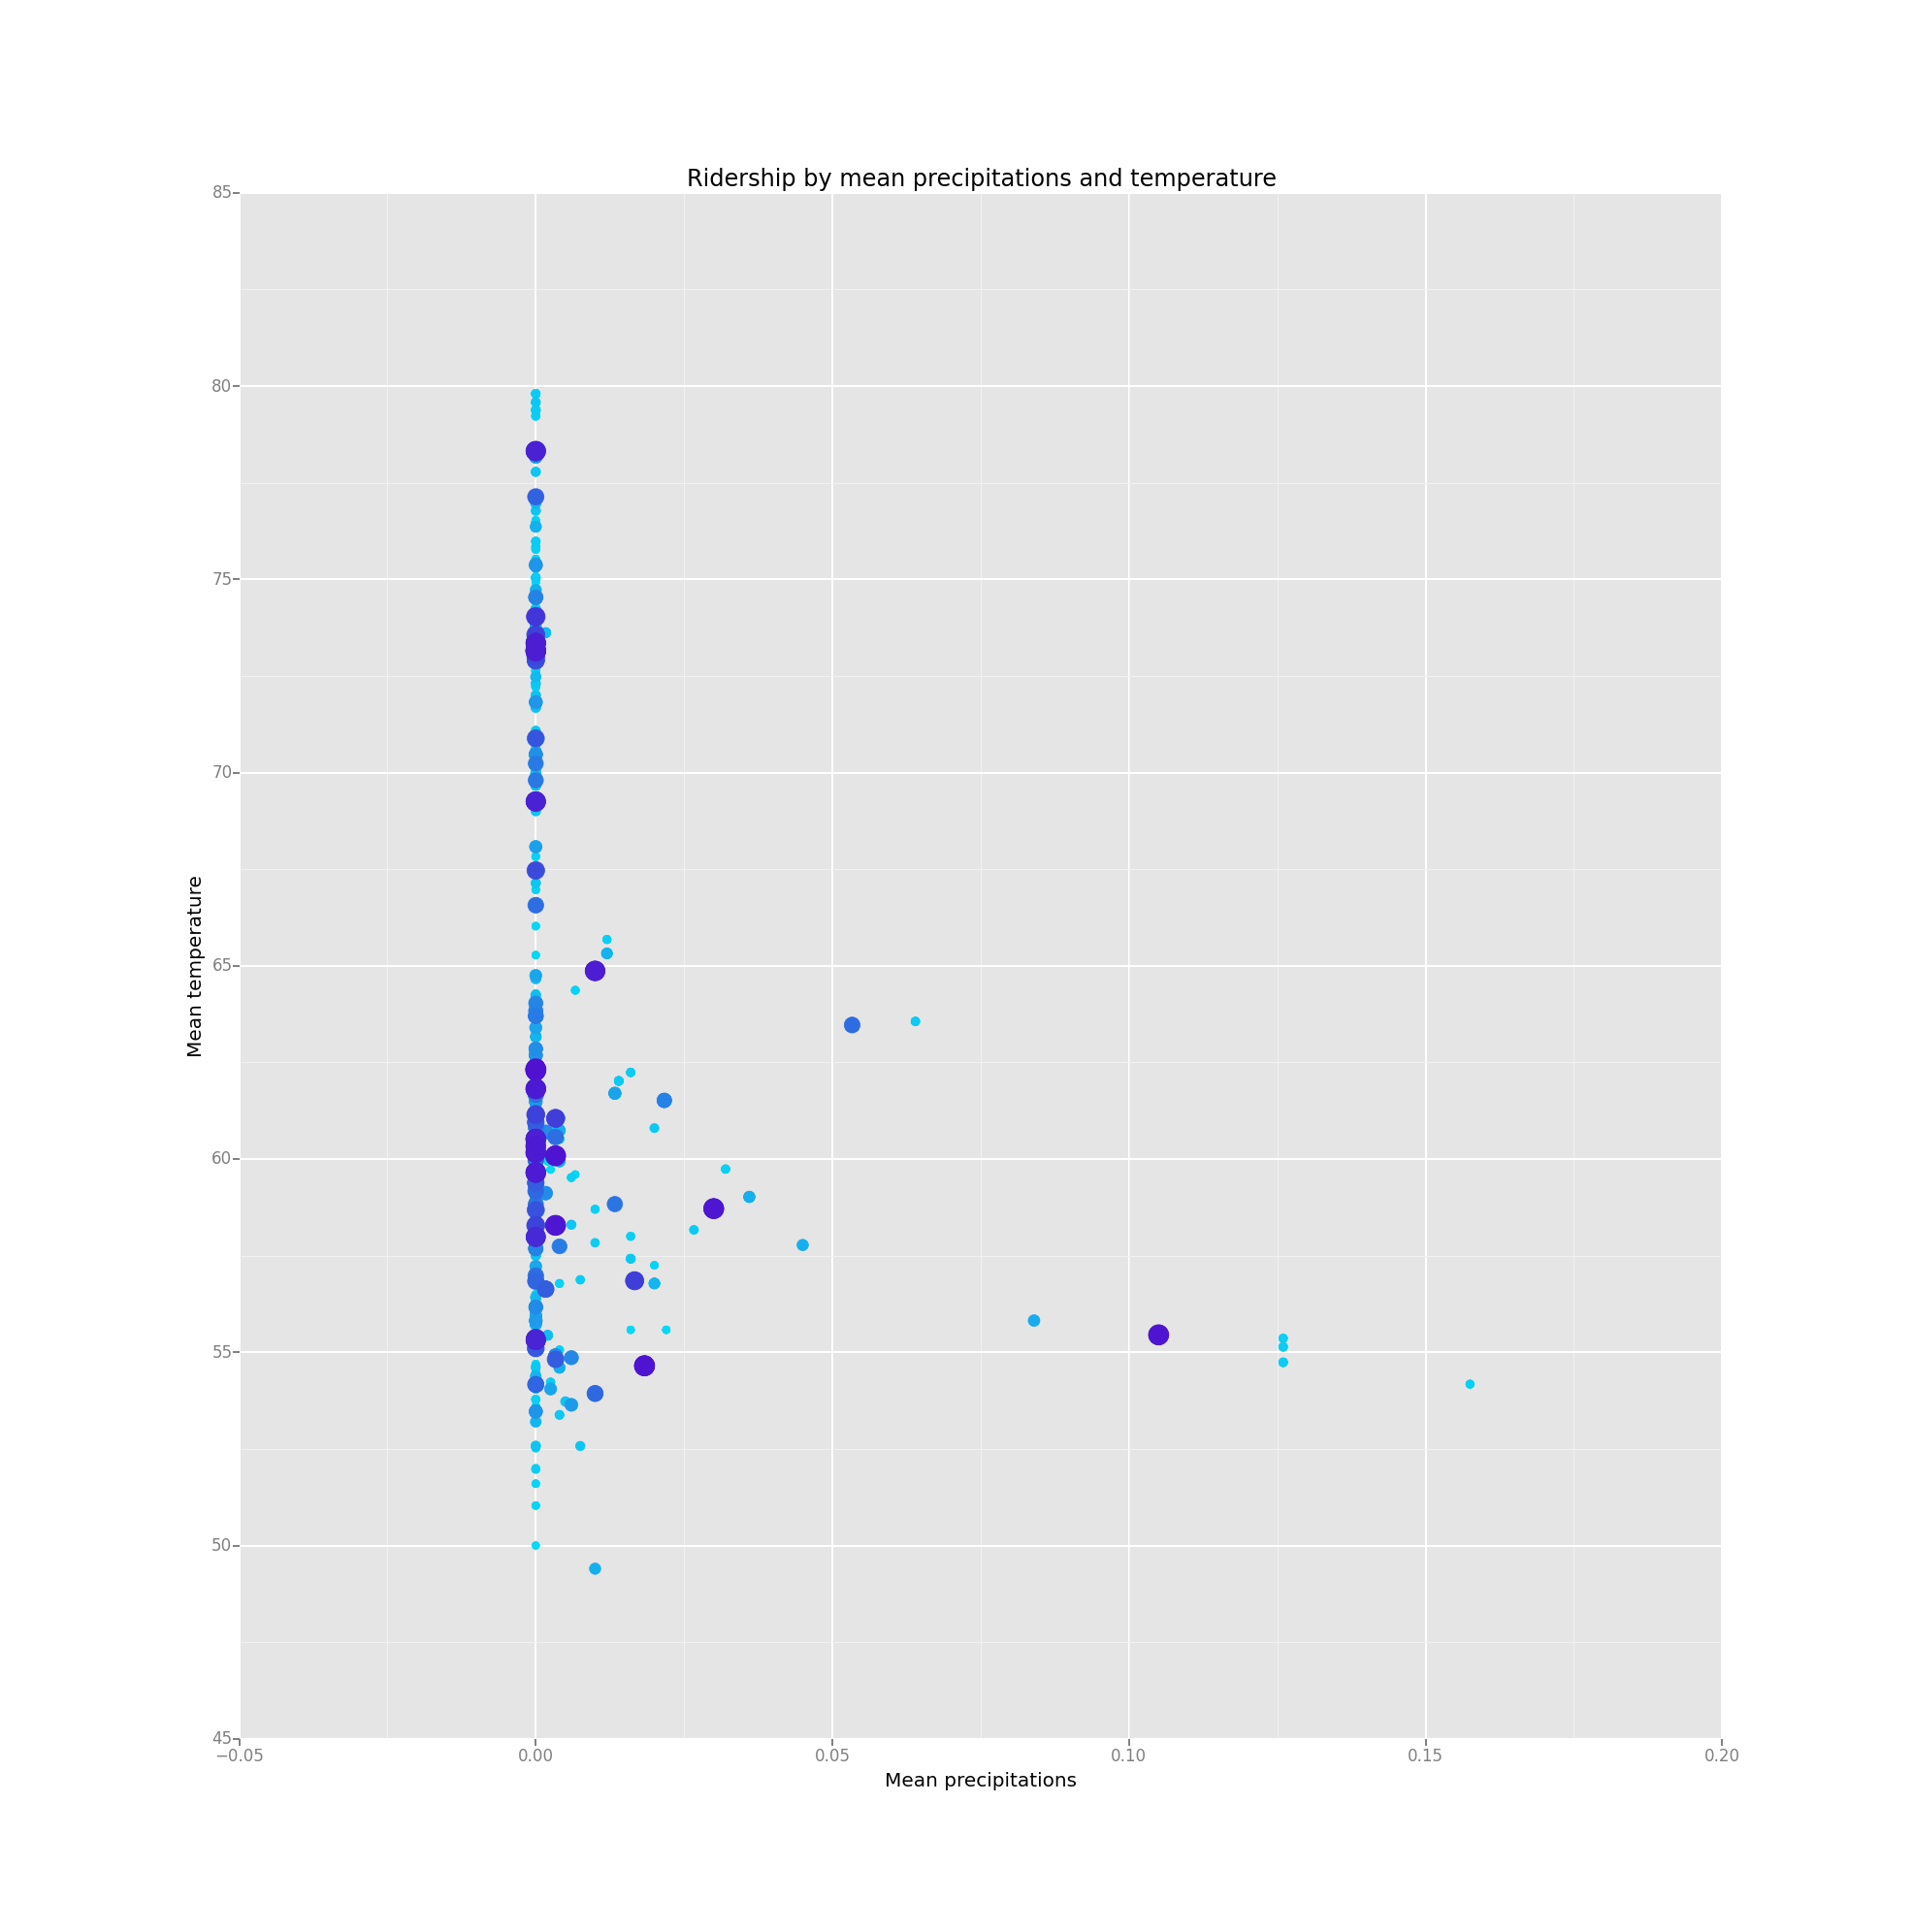 Ridership by mean precipitations and temperature
85
80
75
70
65
60
55
50
45
Mean temperature
−0.05 0.00 0.05 0.10 0.15 0.20
Mean precipitations